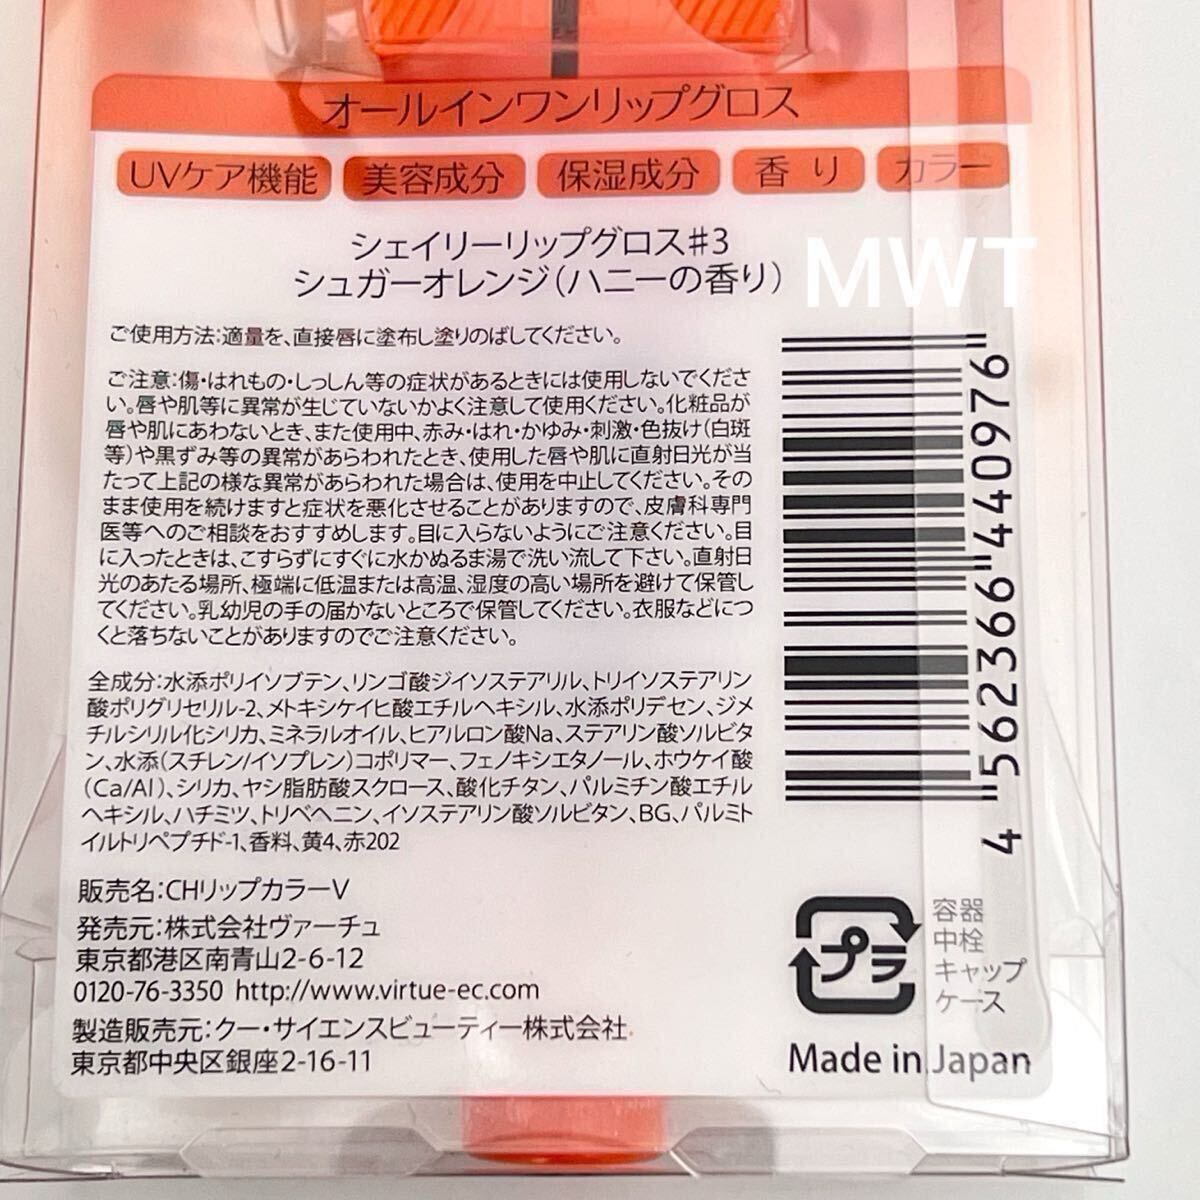 オールインワンリップグロス
UVケア機能 美容成分 保湿成分 香り カラー
シェイリーリップグロス#3
シュガーオレンジ(ハニーの香り)
MWT
ご使用方法:適量を、直接唇に塗布し塗りのばしてください。
ご注意:傷・はれもの・しっしん等の症状があるときには使用しないでくださ
い。唇や肌等に異常が生じていないかよく注意して使用ください。化粧品が
唇や肌にあわないとき、また使用中、赤み・はれ・かゆみ・刺激・色抜け(白斑
等)や黒ずみ等の異常があらわれたとき、使用した唇や肌に直射日光が当
たって上記の様な異常があらわれた場合は、使用を中止してください。その
まま使用を続けますと症状を悪化させることがありますので、皮膚科専門
医等へのご相談をおすすめします。目に入らないようにご注意ください。目
に入ったときは、こすらずにすぐに水かぬるま湯で洗い流して下さい。直射日
光のあたる場所、極端に低温または高温、湿度の高い場所を避けて保管し
てください。乳幼児の手の届かないところで保管してください。衣服などにつ
くと落ちないことがありますのでご注意ください。
全成分:水添ポリイソブテン、リンゴ酸ジイソステアリル、トリイソステアリン
酸ポリグリセリル-2、メトキシケイヒ酸エチルヘキシル、水添ポリデセン、ジメ
チルシリル化シリカ、ミネラルオイル、ヒアルロン酸Na、ステアリン酸ソルビタ
ン、水添(スチレン/イソプレン)コポリマー、フェノキシエタノール、ホウケイ酸
(Ca/Al)、シリカ、ヤシ脂肪酸スクロース、酸化チタン、パルミチン酸エチル
ヘキシル、ハチミツ、トリベヘニン、イソステアリン酸ソルビタン、BG、パルミト
イルトリペプチド-1、香料、黄4、赤202
販売名:CHリップカラーV
発売元:株式会社ヴァーチュ
東京都港区南青山2-6-12
0120-76-3350 http://www.virtue-ec.com
製造販売元:クー・サイエンスビューティー株式会社
東京都中央区銀座2-16-11
4 562366 440976
プラ
容器
中栓
キャップ
ケース
Made in Japan